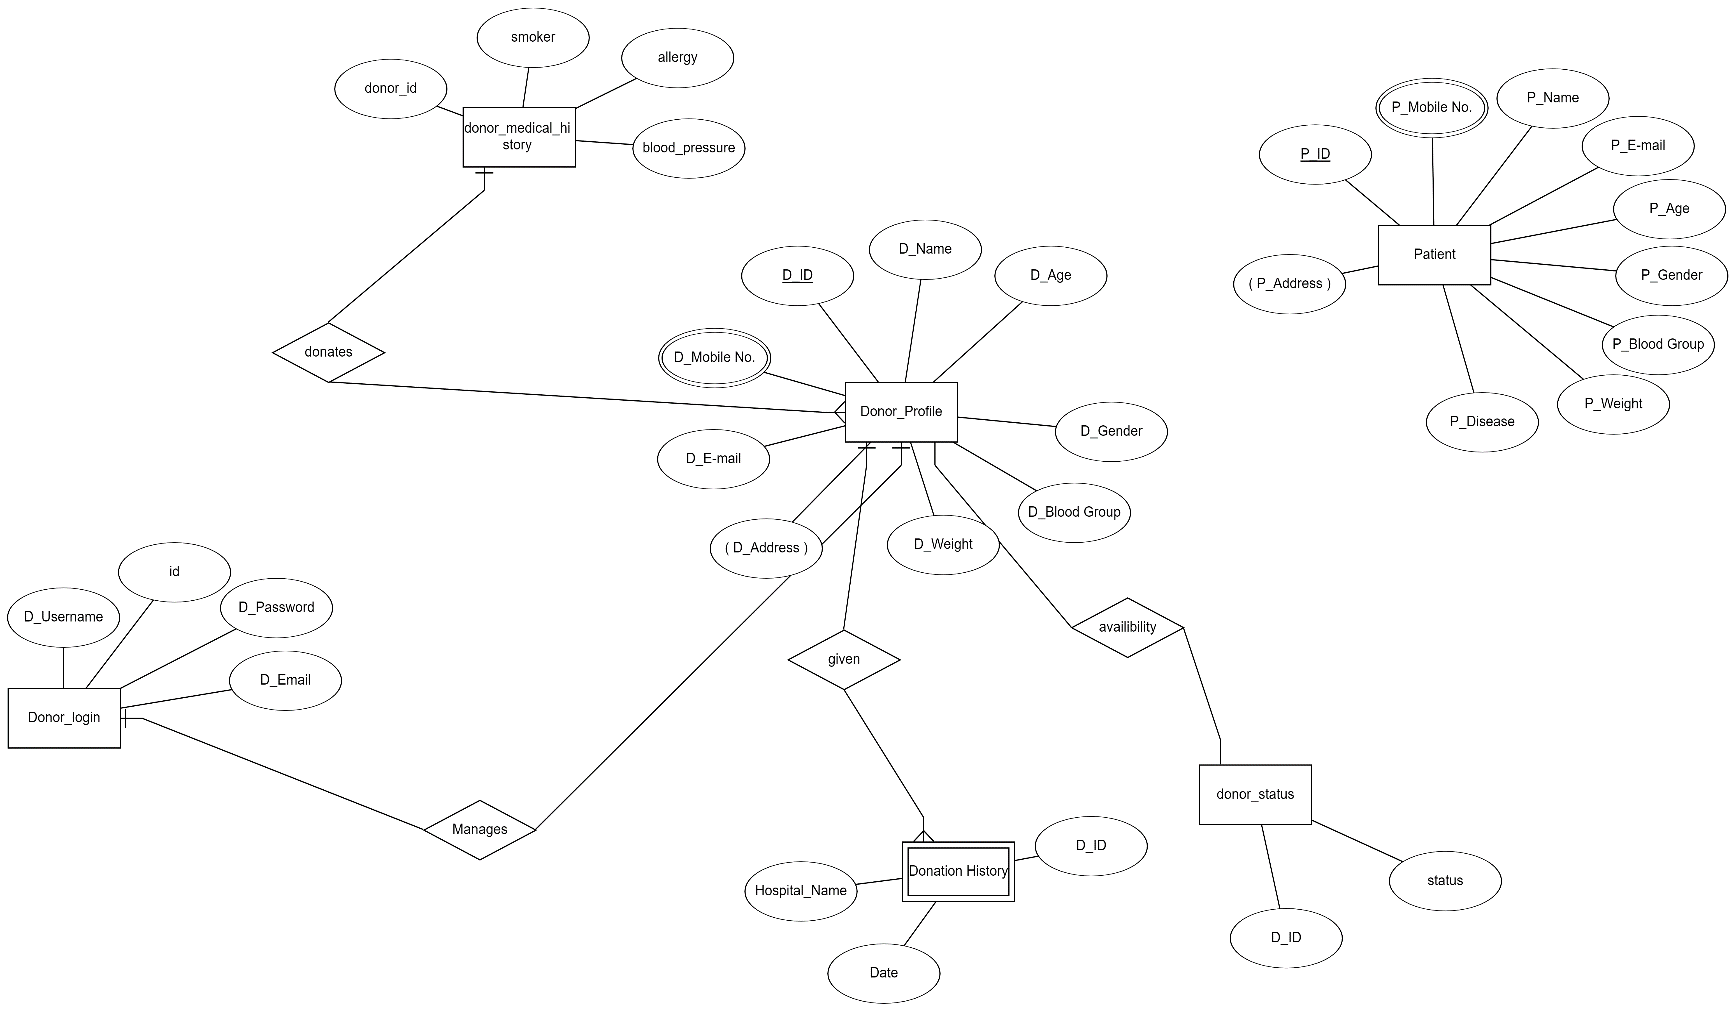 smoker
allergy
donor_id
donor_medical_hi
story
blood_pressure
P_Mobile No.
P_Name
P_ID
P_E-mail
P_Age
Patient
( P_Address )
P_Gender
P_Blood Group
P_Weight
P_Disease
D_Name
D_ID
D_Age
donates
D_Mobile No.
Donor_Profile
D_Gender
D_E-mail
D_Blood Group
( D_Address )
D_Weight
id
D_Username
D_Password
D_Email
Donor_login
given
availibility
Manages
donor_status
Donation History
D_ID
Hospital_Name
Date
status
D_ID